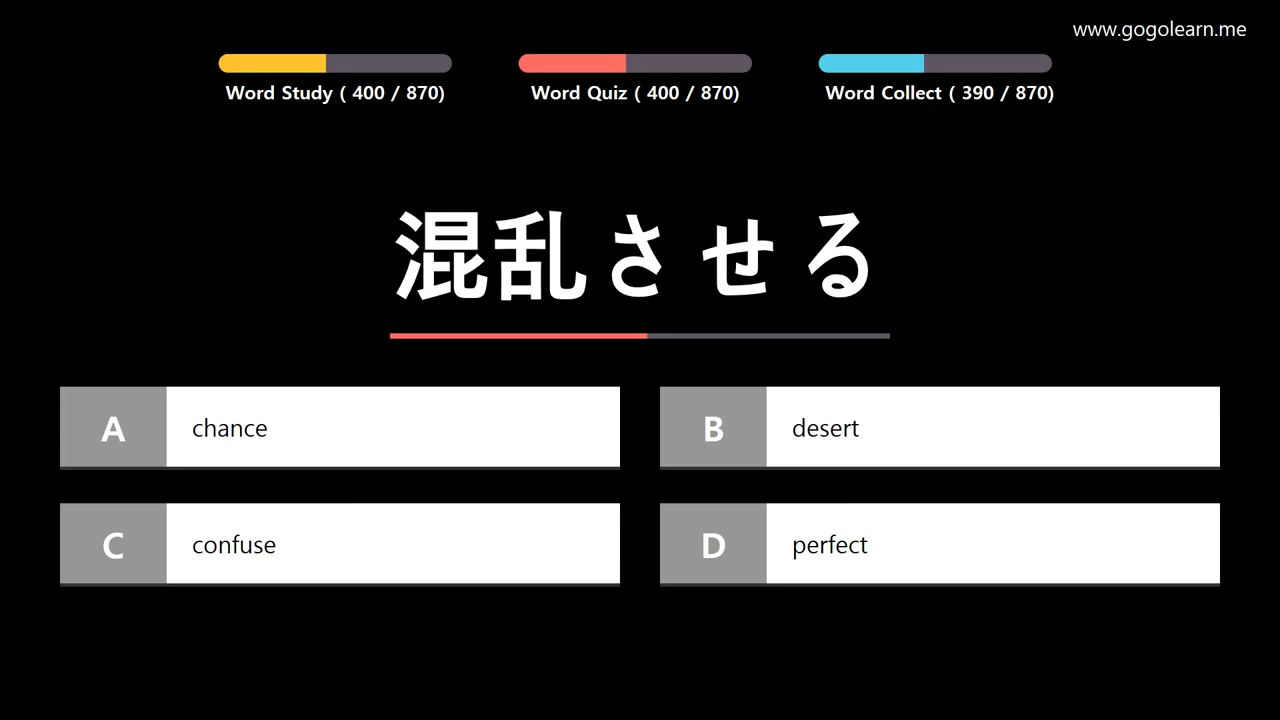 www.gogolearn.me
Word Study ( 400 / 870)
Word Quiz ( 400 / 870)
Word Collect ( 390 / 870)
混乱させる
A chance
B desert
C confuse
D perfect